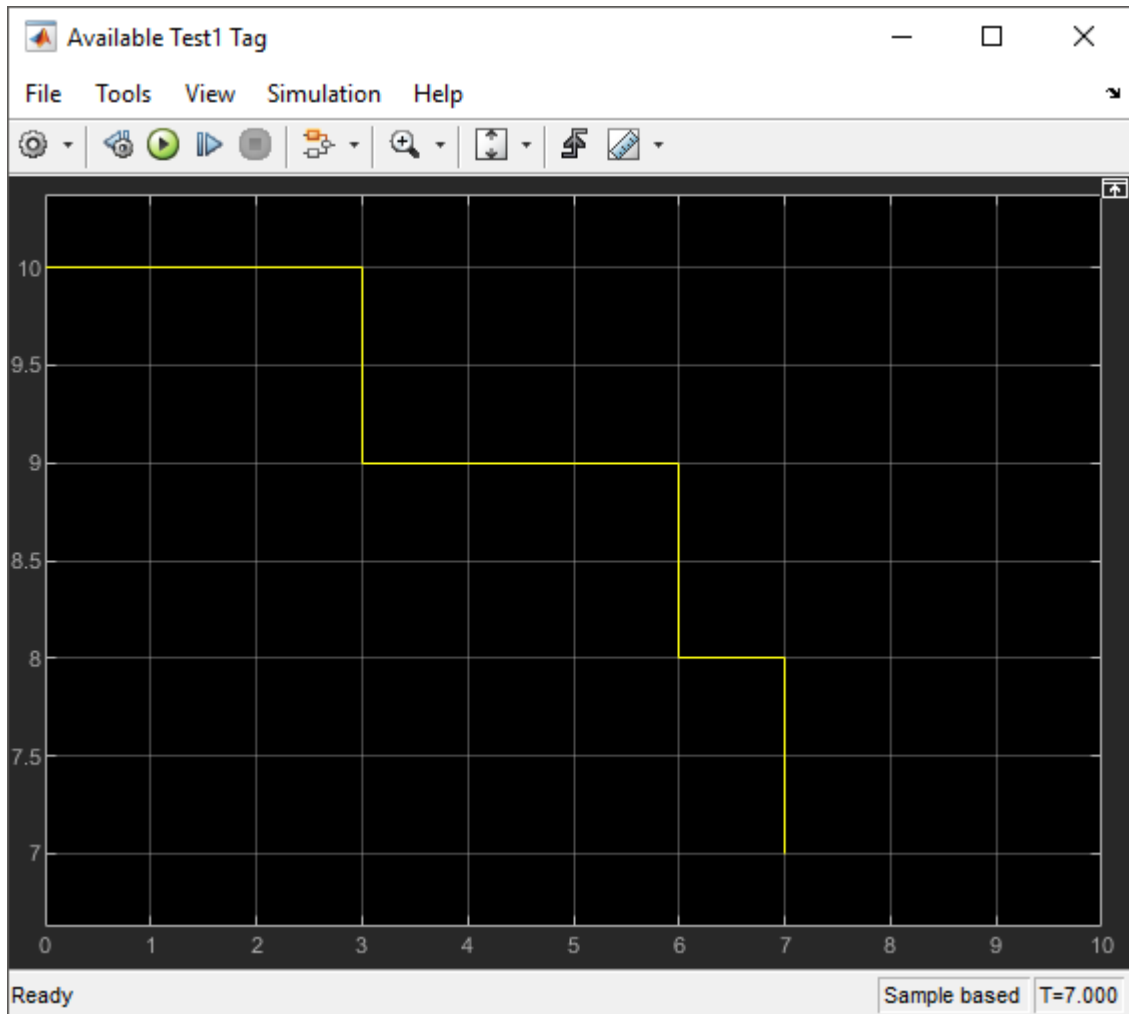 Available Test1 Tag
File Tools View Simulation Help
10
9.5
9
8.5
8
7.5
7
0 1 2 3 4 5 6 7 8 9 10
Ready Sample based T=7.000